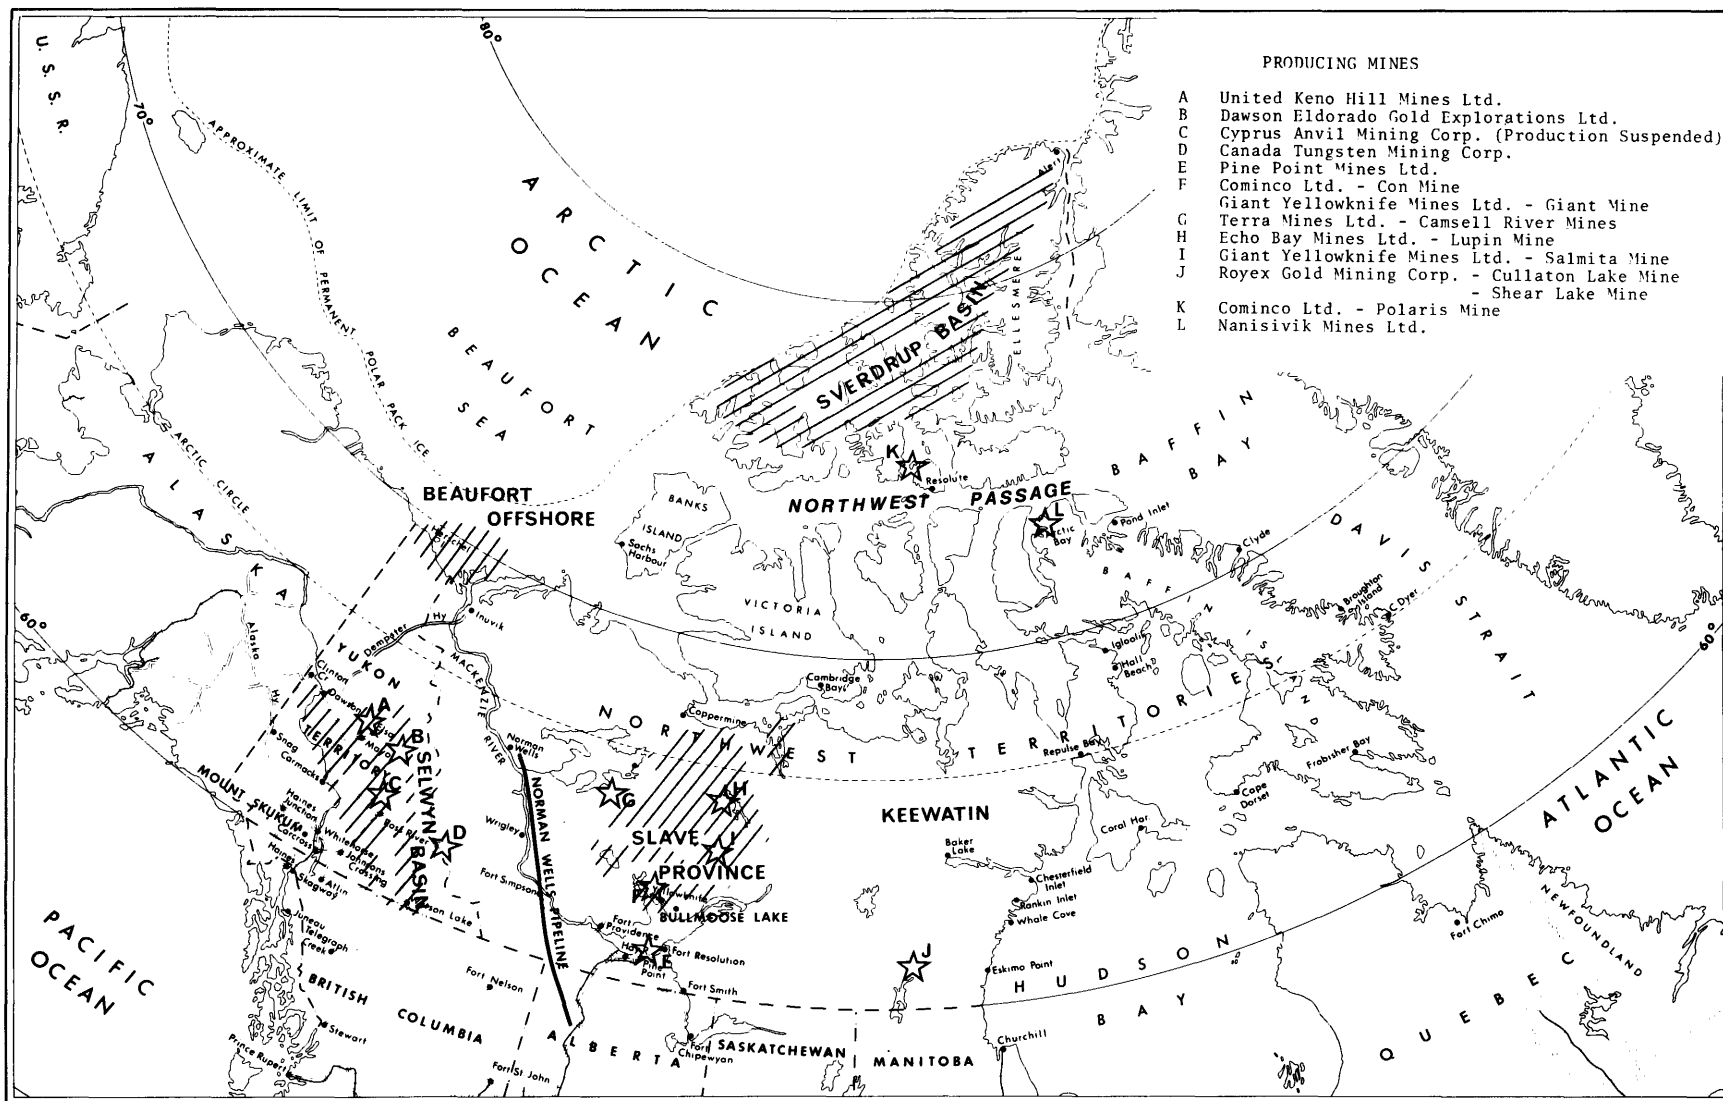 PRODUCING MINES
A United Keno Hill Mines Ltd.
B Dawson Eldorado Gold Explorations Ltd.
C Cyprus Anvil Mining Corp. (Production Suspended)
D Canada Tungsten Mining Corp.
E Pine Point Mines Ltd.
F Cominco Ltd. - Con Mine
Giant Yellowknife Mines Ltd. - Giant Mine
G Terra Mines Ltd. - Camsell River Mines
H Echo Bay Mines Ltd. - Lupin Mine
I Giant Yellowknife Mines Ltd. - Salmita Mine
J Royex Gold Mining Corp. - Cullaton Lake Mine
- Shear Lake Mine
K Cominco Ltd. - Polaris Mine
L Nanisivik Mines Ltd.
U.S.S.R.
80°
70°
APPROXIMATE LIMIT OF PERMANENT POLAR PACK ICE
ARCTIC
OCEAN
BEAUFORT
SEA
Alert
ELLESMERE
SVERDRUP BASIN
ARCTIC CIRCLE
ALASKA
BEAUFORT
OFFSHORE
BANKS
ISLAND
Sachs
Harbour
K
Resolute
NORTHWEST PASSAGE
L
Arctic
Bay
Pond Inlet
BAFFIN
BAY
Clyde
DAVIS STRAIT
Broughton
Island
C Dyer
60°
60°
Inuvik
Dempster Hy
MACKENZIE RIVER
VICTORIA
ISLAND
Cambridge
Bay
Igloolik
Hall
Beach
Alaska Hy
YUKON
TERRITORY
Clinton
Dawson
A
B
C
D
Snag
Carmacks
SELWYN BASIN
Norman
Wells
Coppermine
NORTHWEST TERRITORIES
Repulse Bay
Frobisher Bay
Cape
Dorset
MOUNT SKUKUM
Haines
Junction
Carcross
Whitehorse
Johnsons
Crossing
Ross River
Haines
Skagway
Atlin
Wrigley
Fort Simpson
NORMAN WELLS PIPELINE
G
H
SLAVE
I
PROVINCE
BULLMOOSE LAKE
KEEWATIN
Baker
Lake
Coral Har
Chesterfield
Inlet
Rankin Inlet
Whale Cove
ATLANTIC
OCEAN
Fort
Providence
Fort Resolution
E
Pine
Point
J
Eskimo Point
Fort Chimo
NEWFOUNDLAND
PACIFIC
OCEAN
Juneau
Telegraph
Creek
Fort Nelson
Fort Smith
HUDSON
BAY
QUEBEC
BRITISH
COLUMBIA
Stewart
Prince Rupert
Fort St John
ALBERTA
Fort
Chipewyan
SASKATCHEWAN
MANITOBA
Churchill